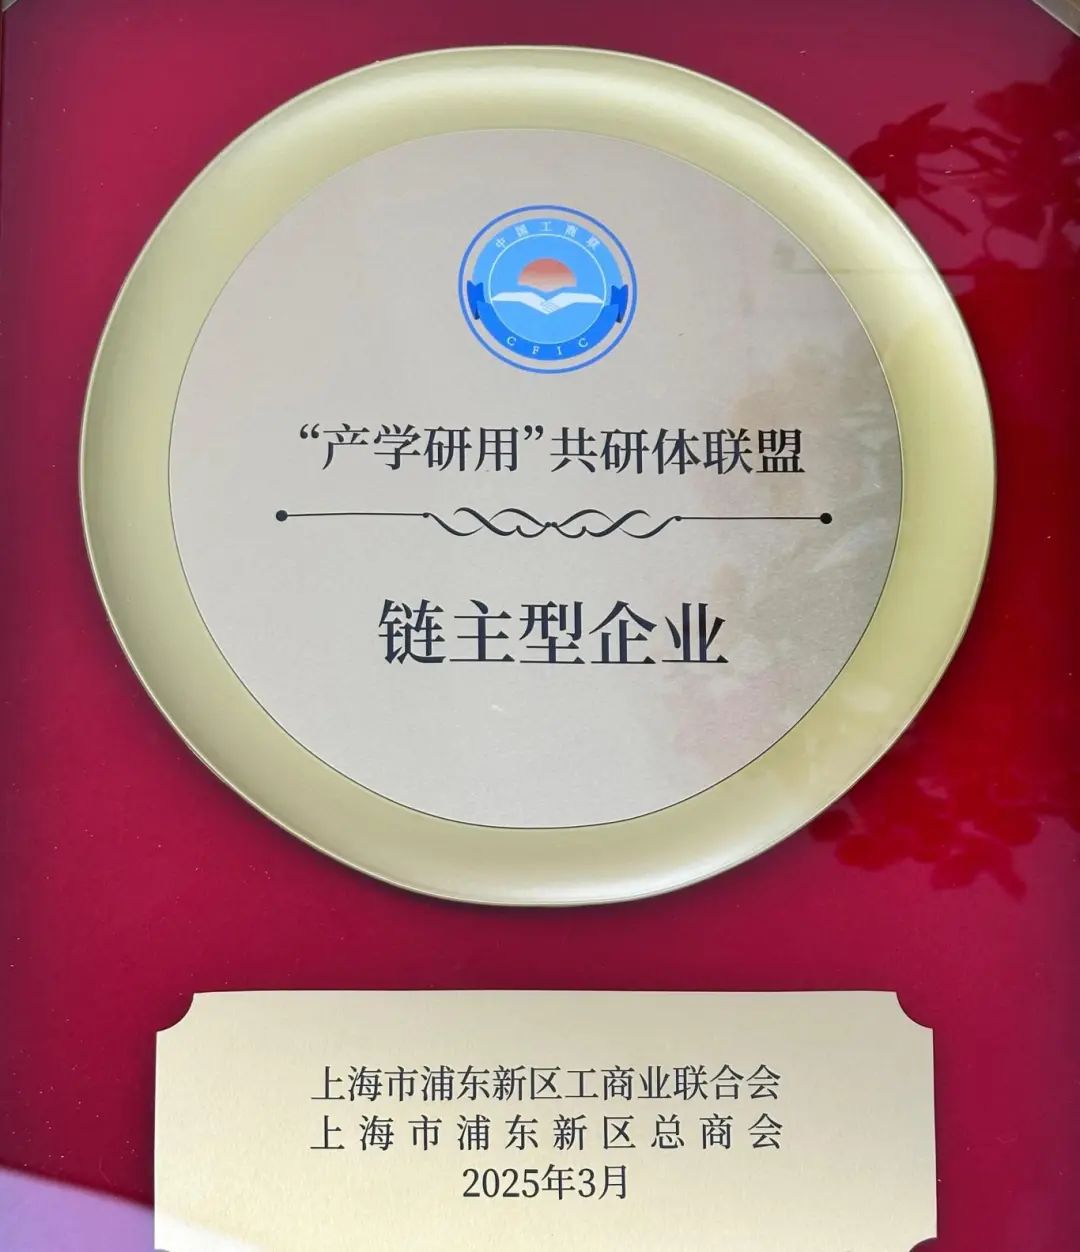 中国工商联
CFIC
“产学研用”共研体联盟
链主型企业
上海市浦东新区工商业联合会
上海市浦东新区总商会
2025年3月